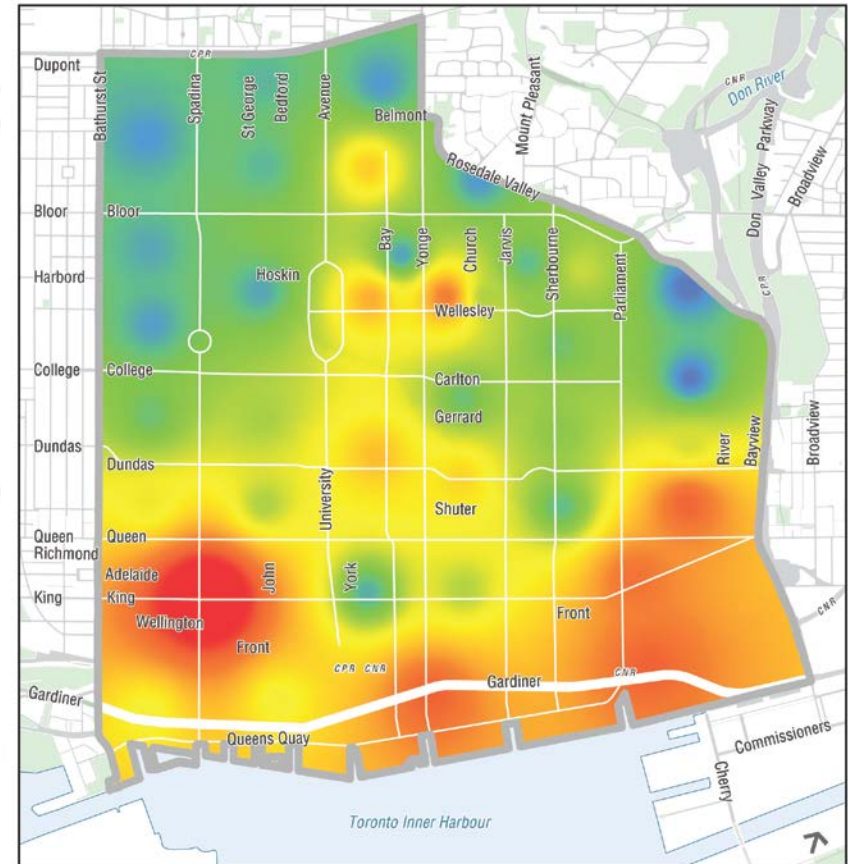 CPR
Dupont
Bathurst St
Spadina
St George
Bedford
Avenue
Belmont
Mount Pleasant
CNR
Don River
Don Valley Parkway
Broadview
Rosedale Valley
Bloor
Bloor
Bay
Yonge
Church
Jarvis
Sherbourne
Parliament
Harbord
Hoskin
CPR
Wellesley
College
College
Carlton
Gerrard
Dundas
Dundas
River
Bayview
Broadview
University
Shuter
Queen
Queen
Richmond
Adelaide
John
York
King
King
Wellington
Front
Front
CNR
CPR CNR
CNR
Gardiner
Gardiner
Queens Quay
Commissioners
Cherry
Toronto Inner Harbour